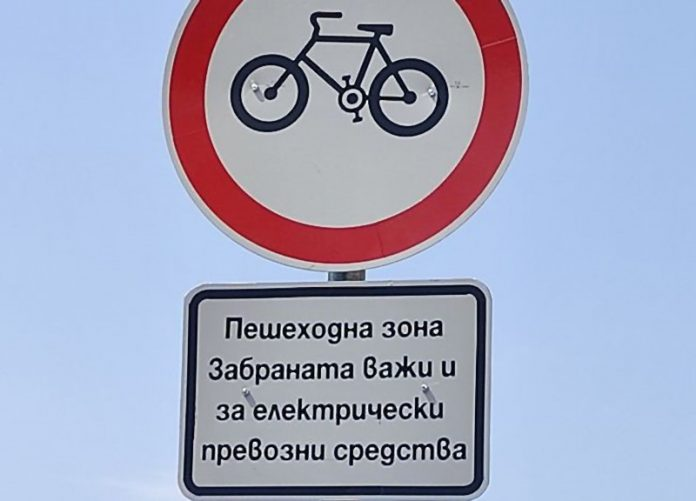 Пешеходна зона
Забраната важи и
за електрически
превозни средства